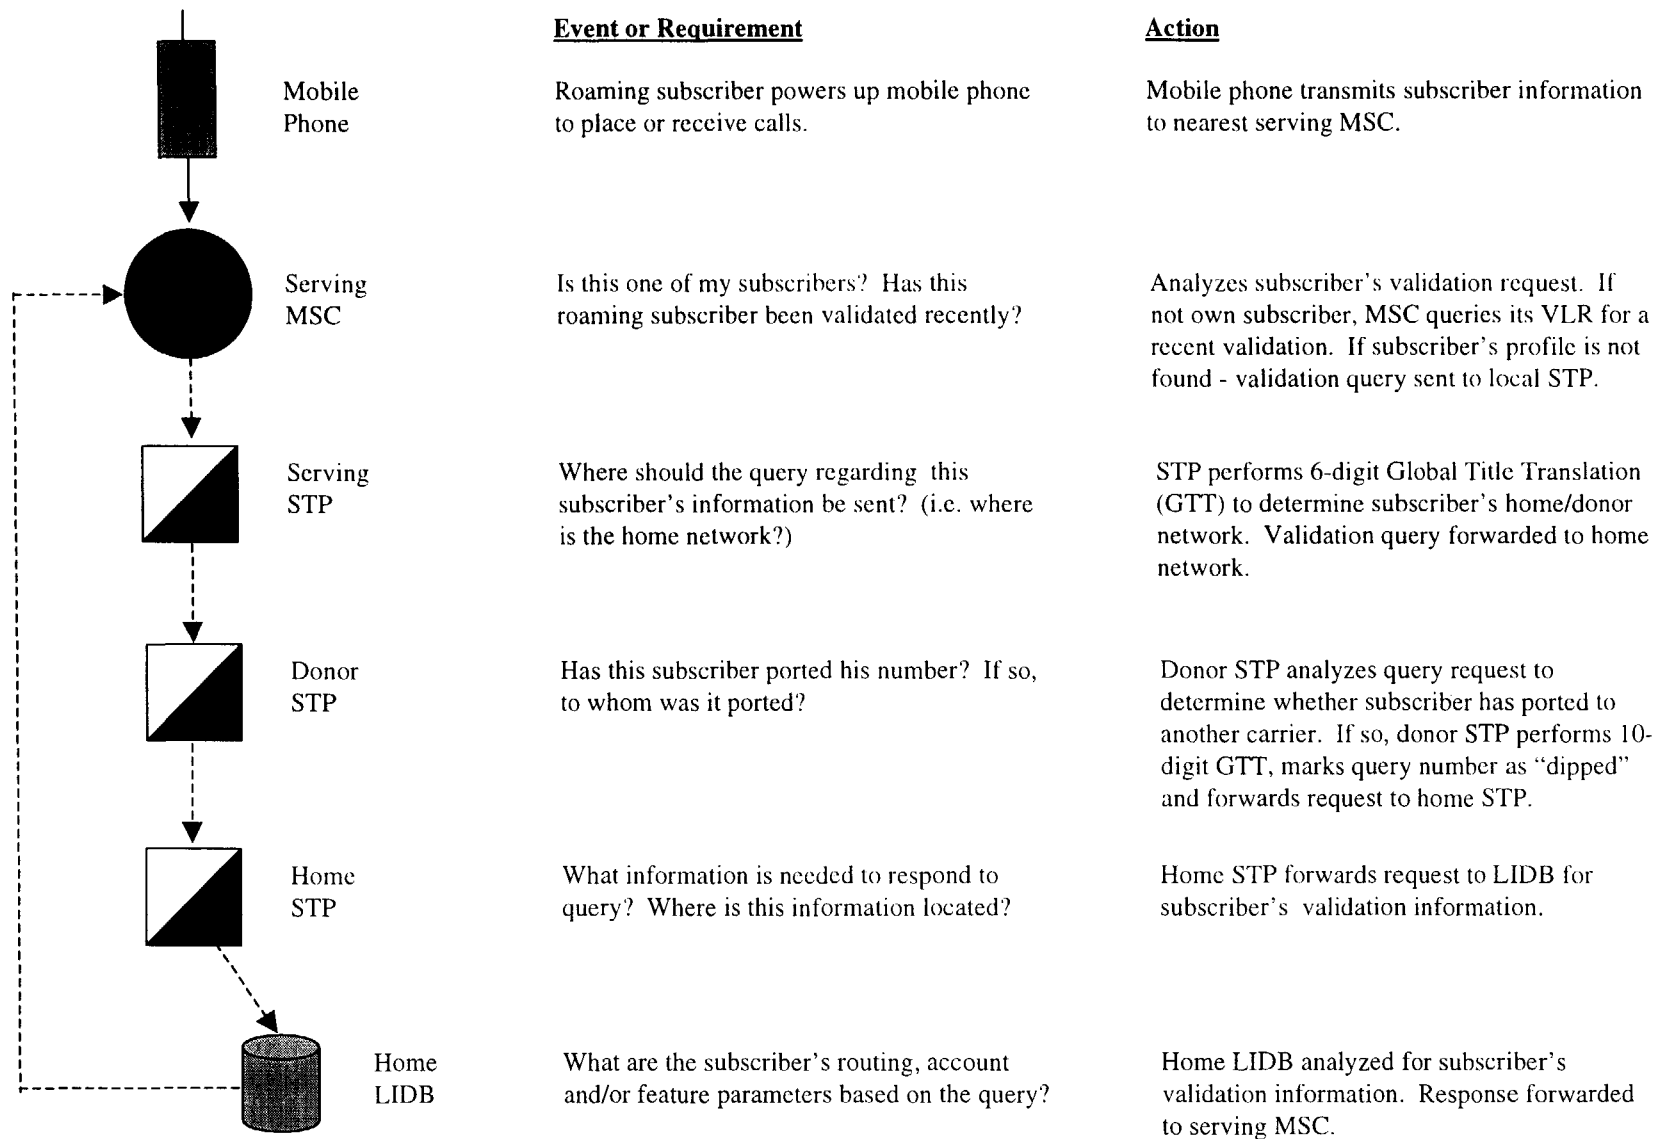 Event or Requirement
Action
Mobile
Phone
Roaming subscriber powers up mobile phone
to place or receive calls.
Mobile phone transmits subscriber information
to nearest serving MSC.
Serving
MSC
Is this one of my subscribers? Has this
roaming subscriber been validated recently?
Analyzes subscriber's validation request. If
not own subscriber, MSC queries its VLR for a
recent validation. If subscriber's profile is not
found - validation query sent to local STP.
Serving
STP
Where should the query regarding this
subscriber's information be sent? (i.e. where
is the home network?)
STP performs 6-digit Global Title Translation
(GTT) to determine subscriber's home/donor
network. Validation query forwarded to home
network.
Donor
STP
Has this subscriber ported his number? If so,
to whom was it ported?
Donor STP analyzes query request to
determine whether subscriber has ported to
another carrier. If so, donor STP performs 10-
digit GTT, marks query number as “dipped”
and forwards request to home STP.
Home
STP
What information is needed to respond to
query? Where is this information located?
Home STP forwards request to LIDB for
subscriber's validation information.
Home
LIDB
What are the subscriber's routing, account
and/or feature parameters based on the query?
Home LIDB analyzed for subscriber's
validation information. Response forwarded
to serving MSC.